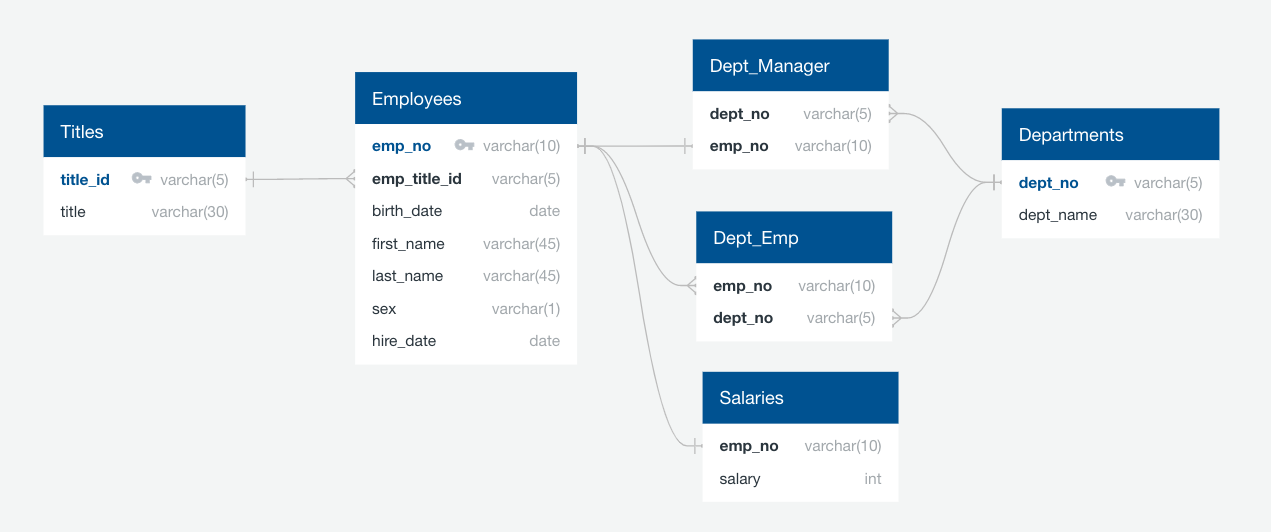 Titles
title_id varchar(5)
title varchar(30)
Employees
emp_no varchar(10)
emp_title_id varchar(5)
birth_date date
first_name varchar(45)
last_name varchar(45)
sex varchar(1)
hire_date date
Dept_Manager
dept_no varchar(5)
emp_no varchar(10)
Dept_Emp
emp_no varchar(10)
dept_no varchar(5)
Salaries
emp_no varchar(10)
salary int
Departments
dept_no varchar(5)
dept_name varchar(30)